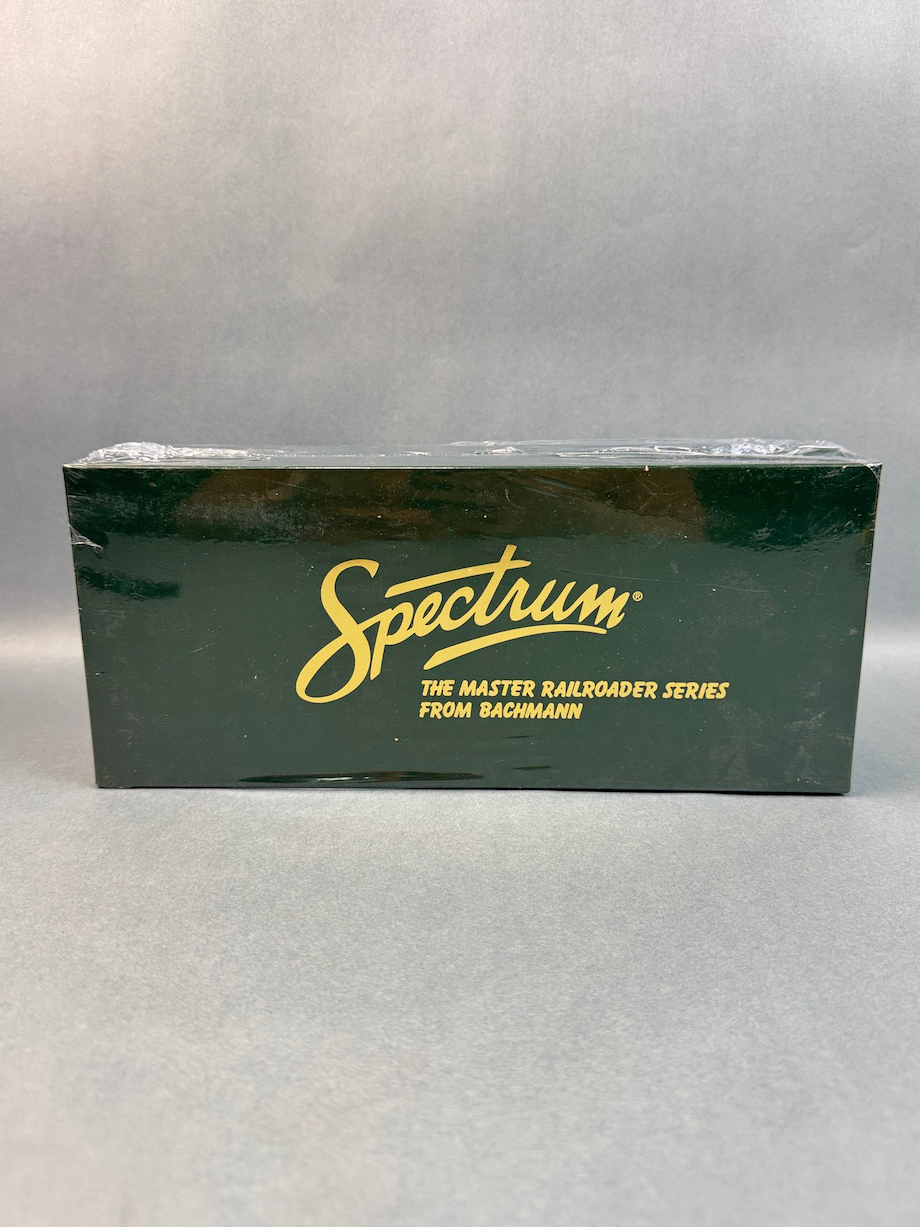 Spectrum®
THE MASTER RAILROADER SERIES
FROM BACHMANN